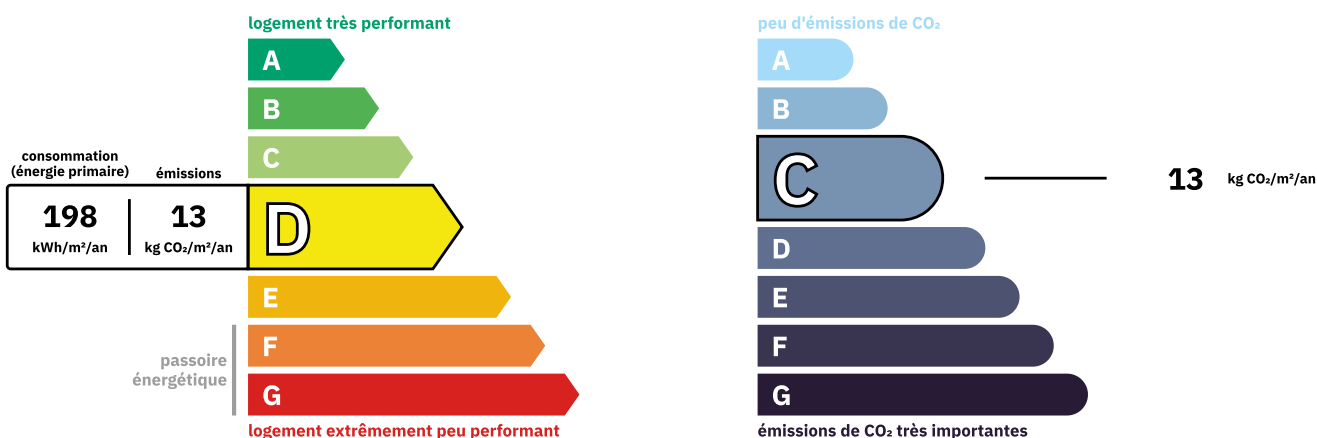 logement très performant
A
B
C
consommation
(énergie primaire)
émissions
198
kWh/m²/an
13
kg CO₂/m²/an
D
E
F
G
passoire
énergétique
logement extrêmement peu performant
peu d'émissions de CO₂
A
B
C
13
kg CO₂/m²/an
D
E
F
G
émissions de CO₂ très importantes